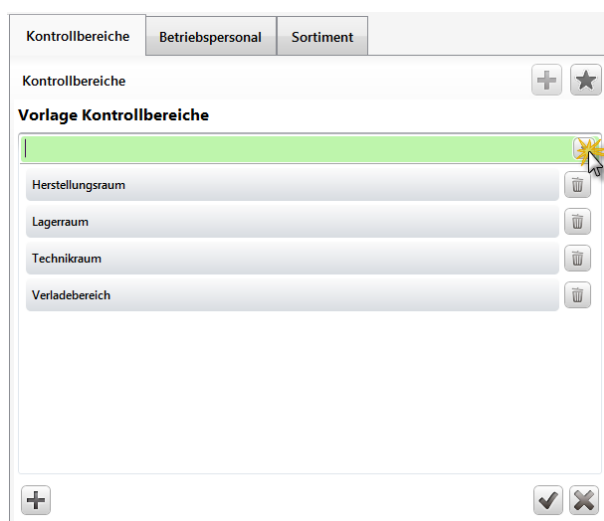 Kontrollbereiche Betriebspersonal Sortiment
Kontrollbereiche
Vorlage Kontrollbereiche
Herstellungsraum
Lagerraum
Technikraum
Verladebereich